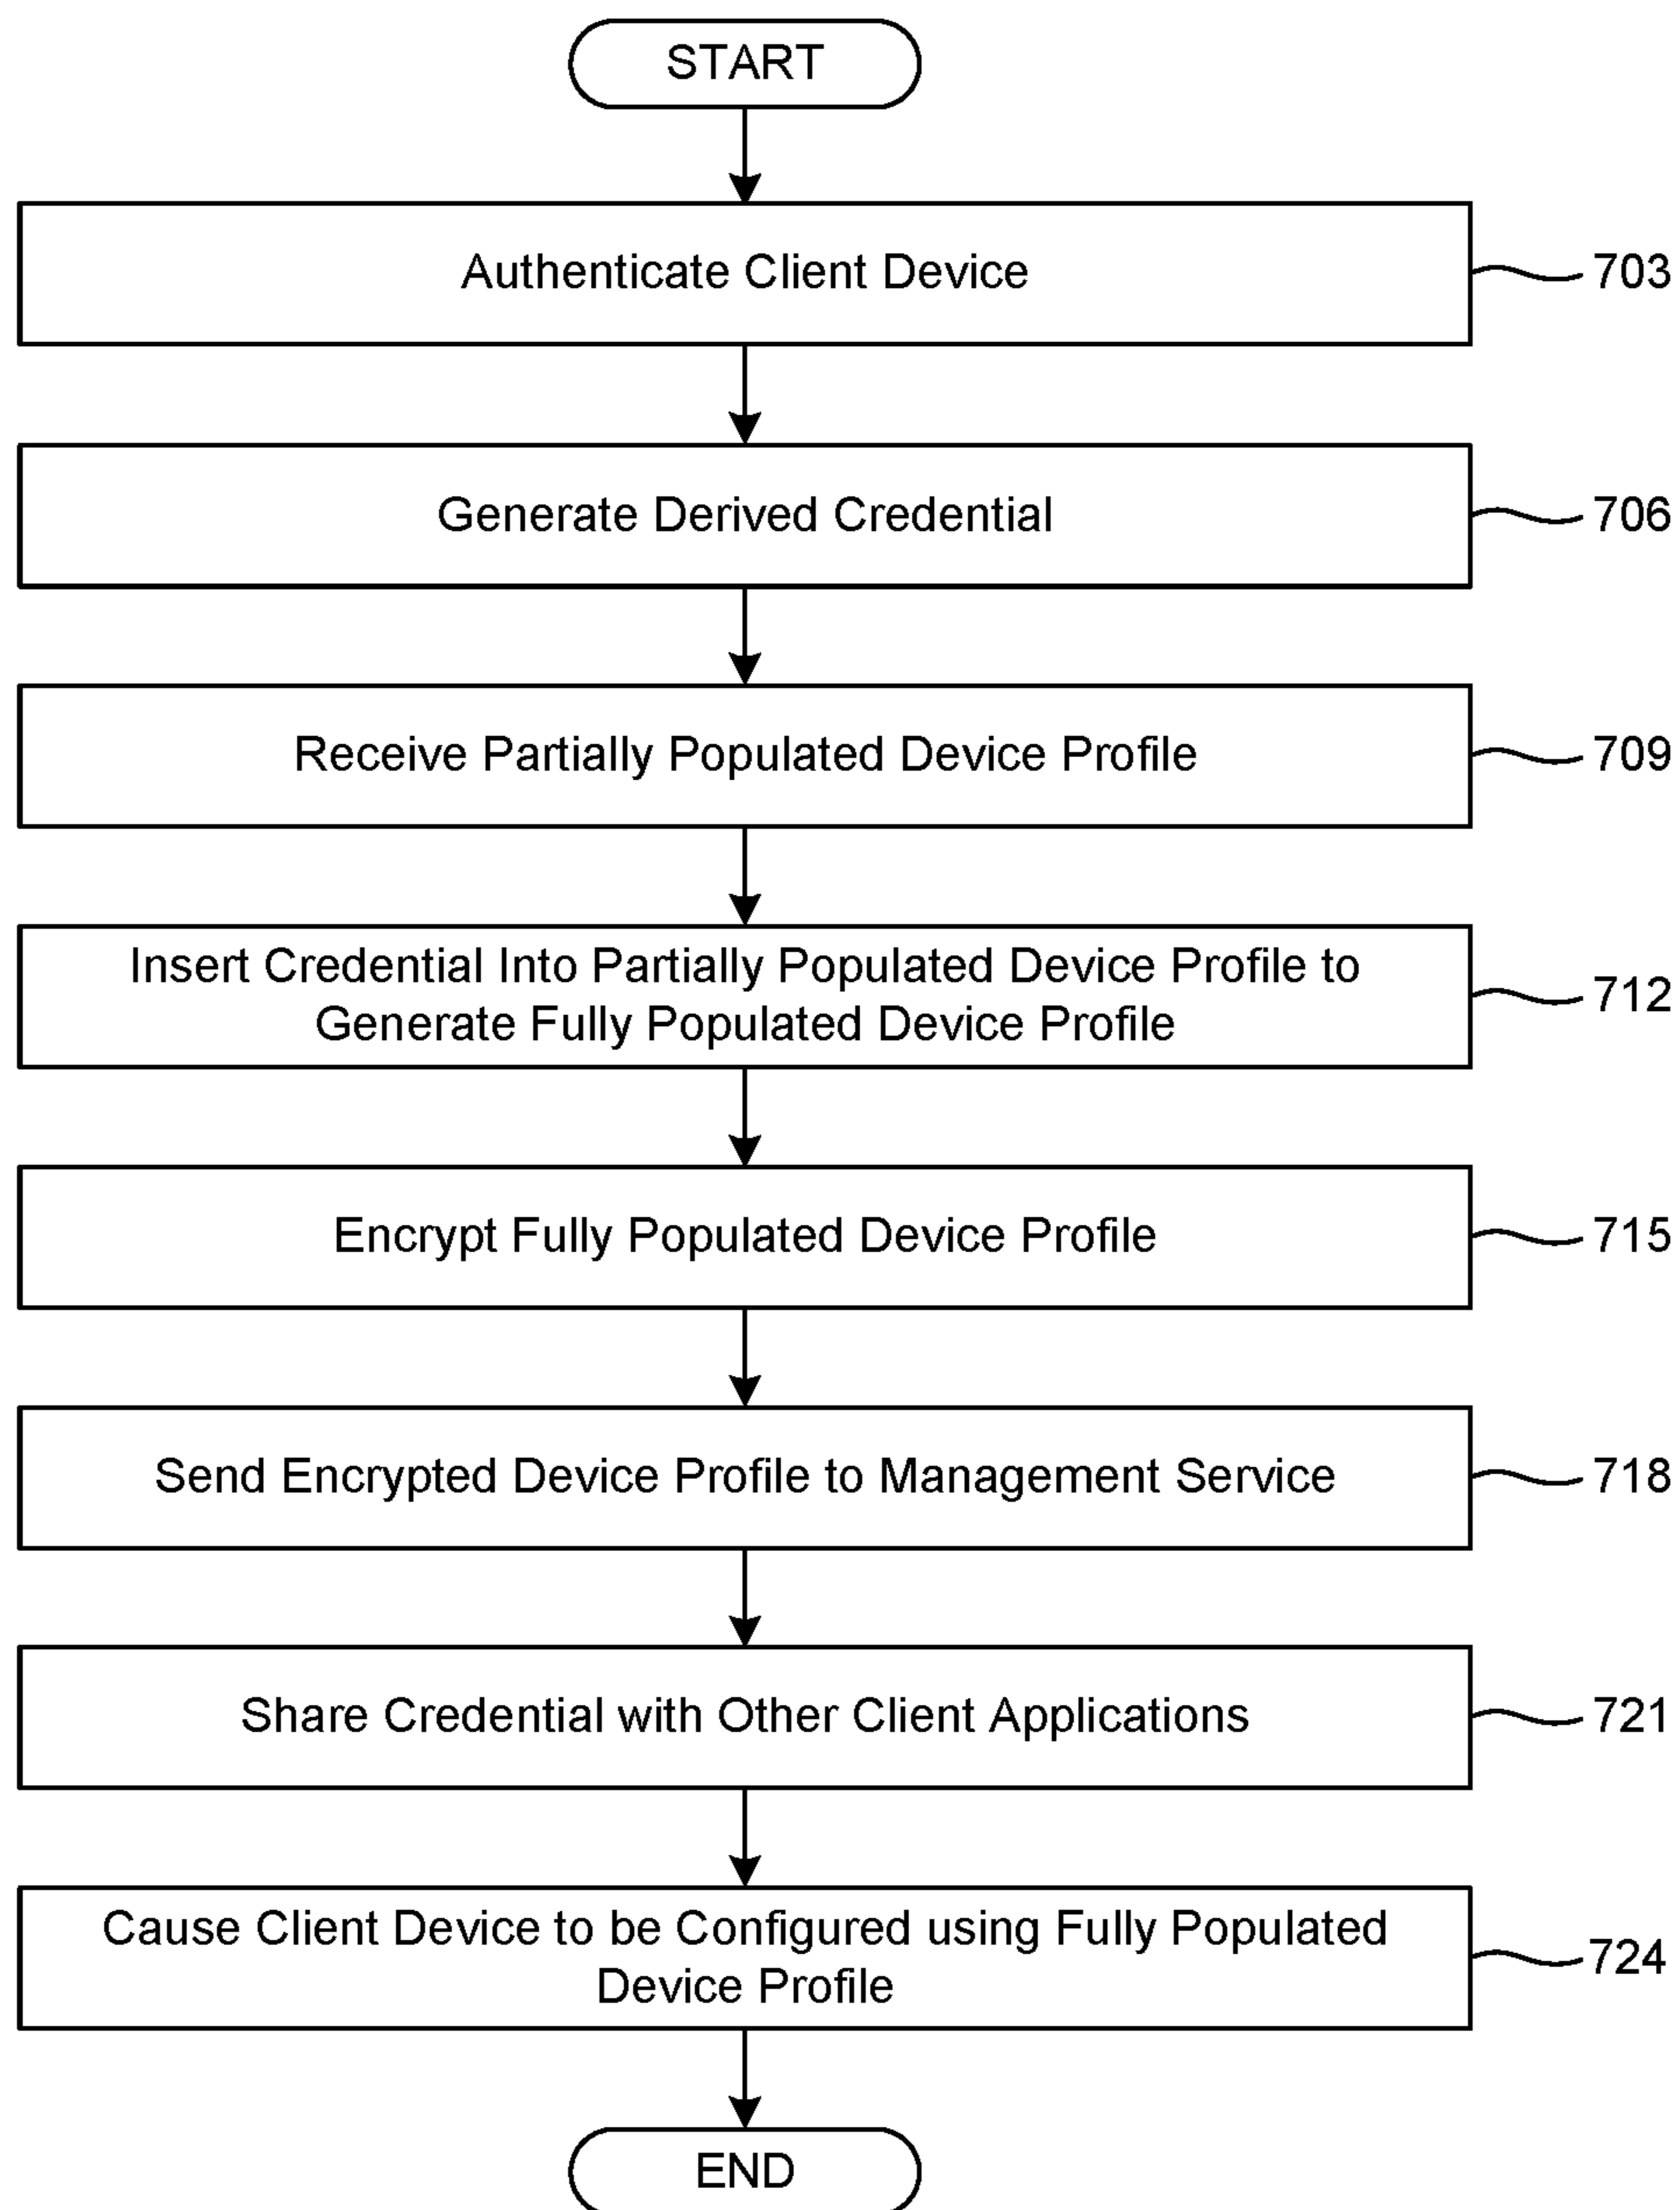 START
Authenticate Client Device
703
Generate Derived Credential
706
Receive Partially Populated Device Profile
709
Insert Credential Into Partially Populated Device Profile to
Generate Fully Populated Device Profile
712
Encrypt Fully Populated Device Profile
715
Send Encrypted Device Profile to Management Service
718
Share Credential with Other Client Applications
721
Cause Client Device to be Configured using Fully Populated
Device Profile
724
END